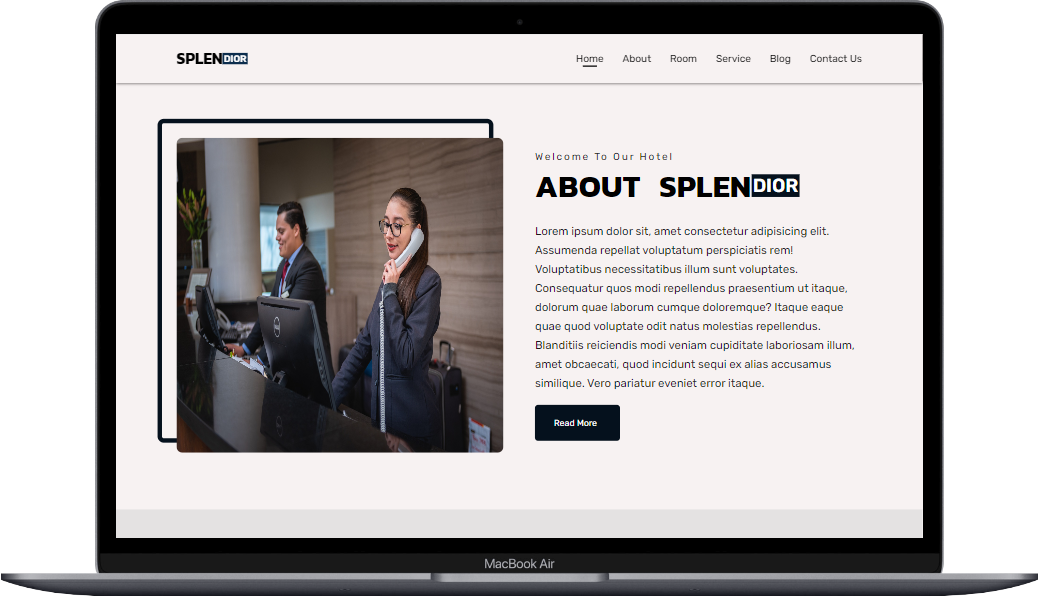 SPLENDIOR
Home About Room Service Blog Contact Us
Welcome To Our Hotel
ABOUT SPLENDIOR
Lorem ipsum dolor sit, amet consectetur adipisicing elit.
Assumenda repellat voluptatum perspiciatis rem!
Voluptatibus necessitatibus illum sunt voluptates.
Consequatur quos modi repellendus praesentium ut itaque,
dolorum quae laborum cumque doloremque? Itaque eaque
quae quod voluptate odit natus molestias repellendus.
Blanditiis reiciendis modi veniam cupiditate laboriosam illum,
amet obcaecati, quod incidunt sequi ex alias accusamus
similique. Vero pariatur eveniet error itaque.
Read More
MacBook Air